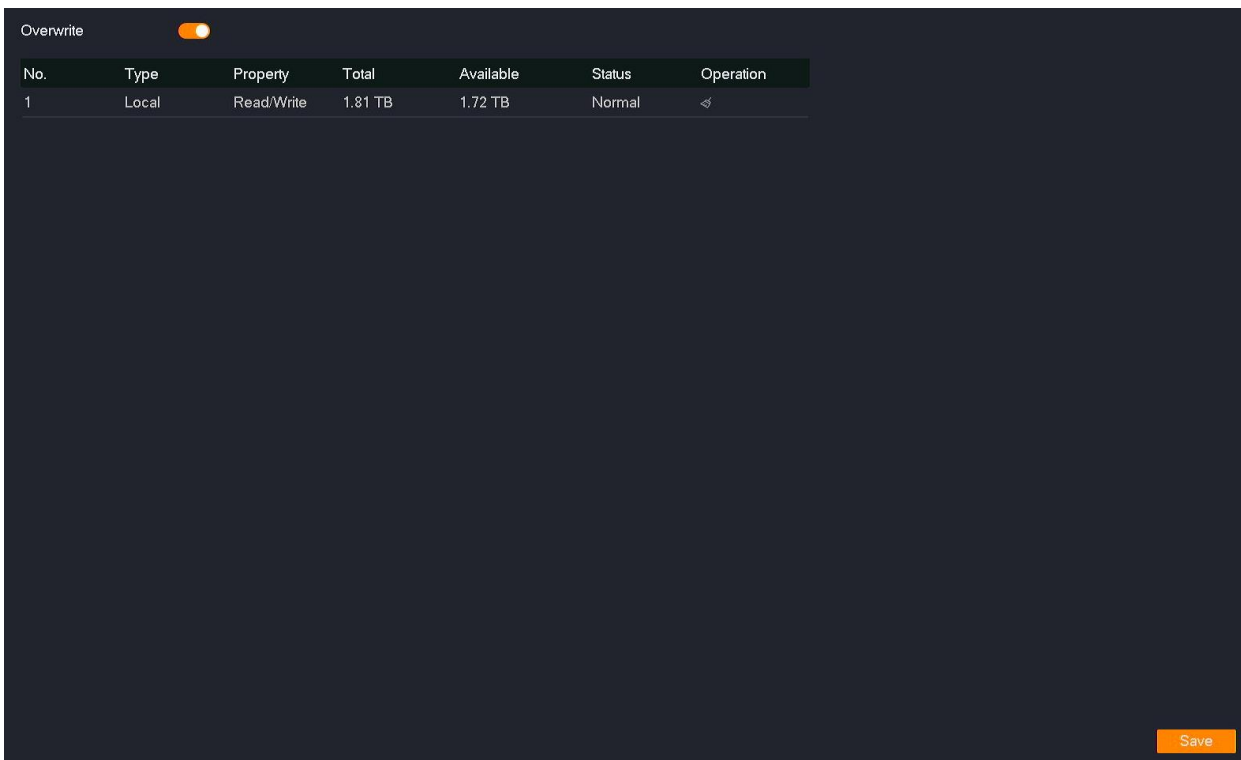 Overwrite
No. Type Property Total Available Status Operation
1 Local Read/Write 1.81 TB 1.72 TB Normal
Save